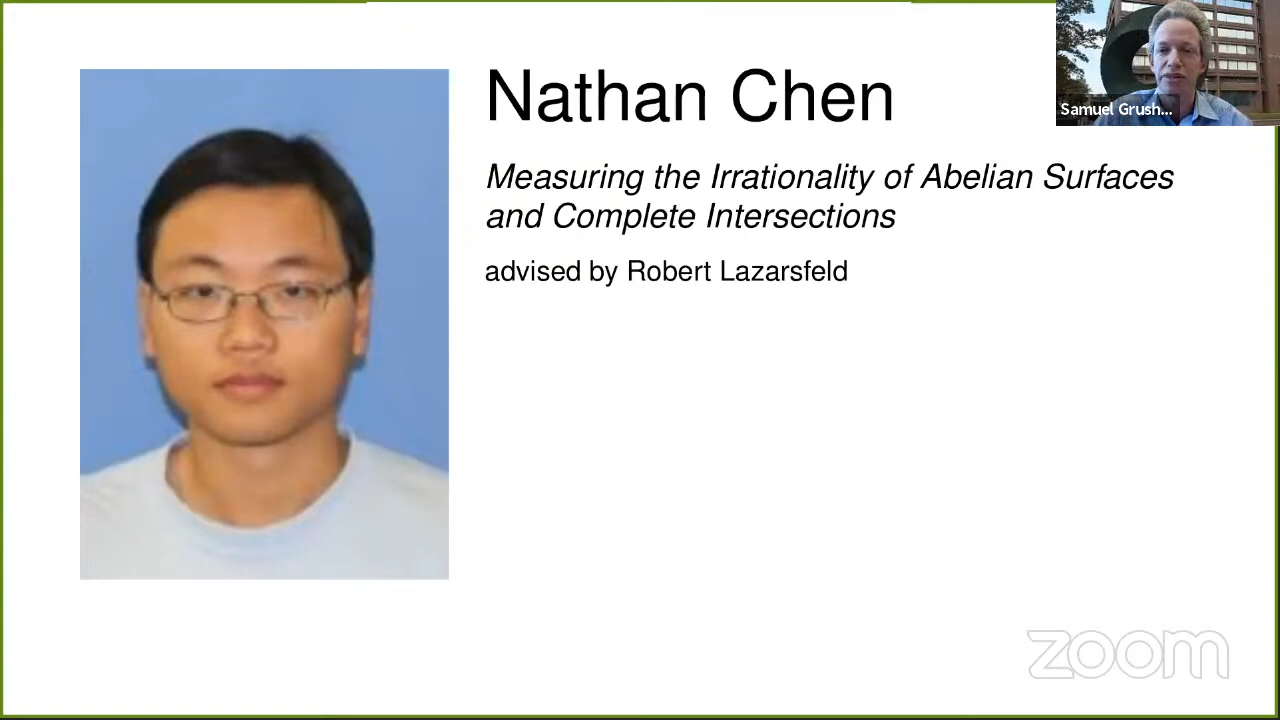 Nathan Chen
Samuel Grush...
Measuring the Irrationality of Abelian Surfaces
and Complete Intersections
advised by Robert Lazarsfeld
zoom